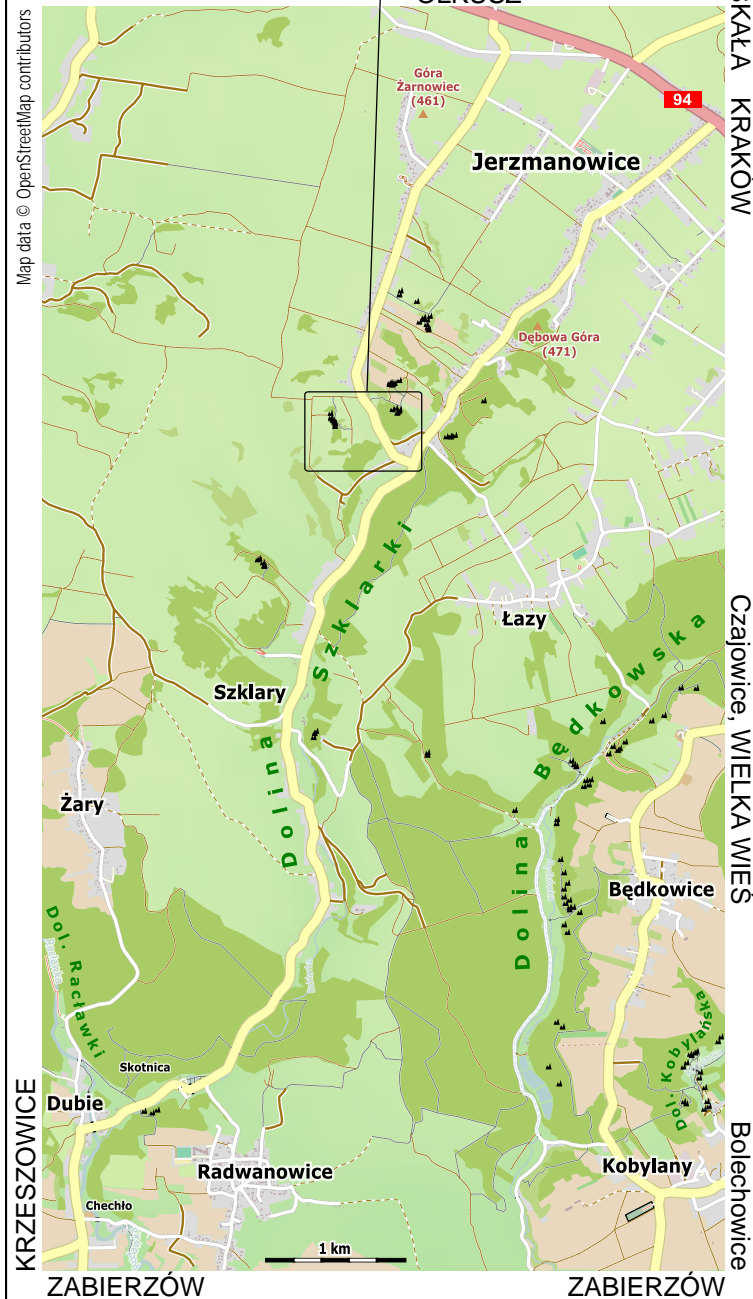 OLKUSZ
SKAŁA KRAKÓW
Map data © OpenStreetMap contributors
Góra
Żarnowiec
(461)
94
Jerzmanowice
Dębowa Góra
(471)
Dolina Szklarki
Łazy
Czajowice, WIELKA WIEŚ
Szklary
Dolina Będkowska
Żary
Będkowice
Dol. Racławki
Dol. Kobylańska
Skotnica
KRZESZOWICE
Dubie
Bolechowice
Kobylany
Radwanowice
Chechło
1 km
ZABIERZÓW
ZABIERZÓW